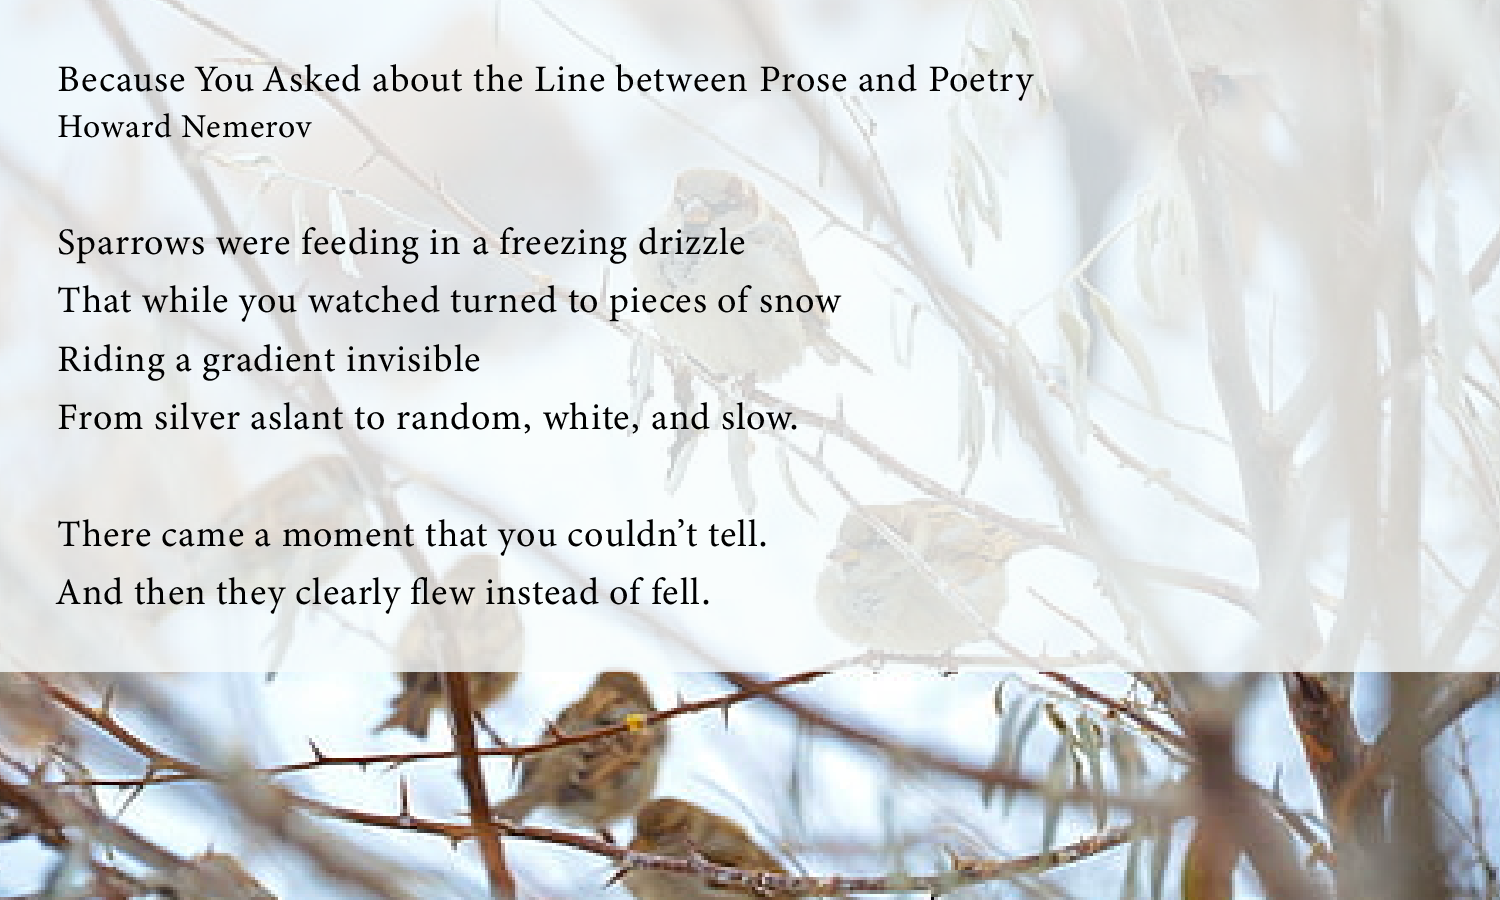 Because You Asked about the Line between Prose and Poetry
Howard Nemerov
Sparrows were feeding in a freezing drizzle
That while you watched turned to pieces of snow
Riding a gradient invisible
From silver aslant to random, white, and slow.
There came a moment that you couldn’t tell.
And then they clearly flew instead of fell.